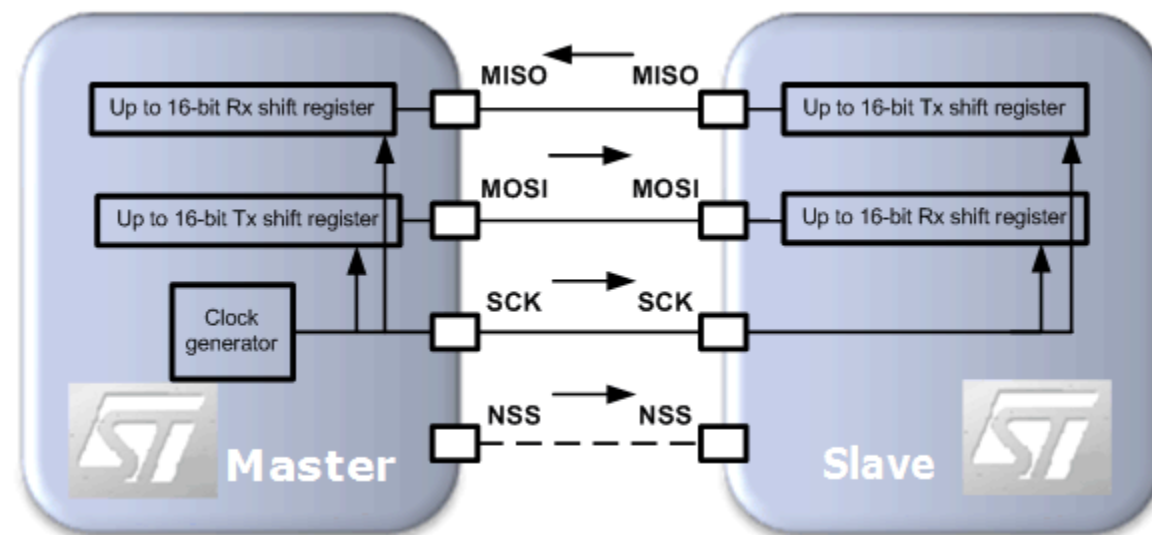 MISO MISO
Up to 16-bit Rx shift register
Up to 16-bit Tx shift register
MOSI MOSI
Up to 16-bit Tx shift register
Up to 16-bit Rx shift register
SCK SCK
Clock
generator
NSS NSS
ST Master
Slave ST